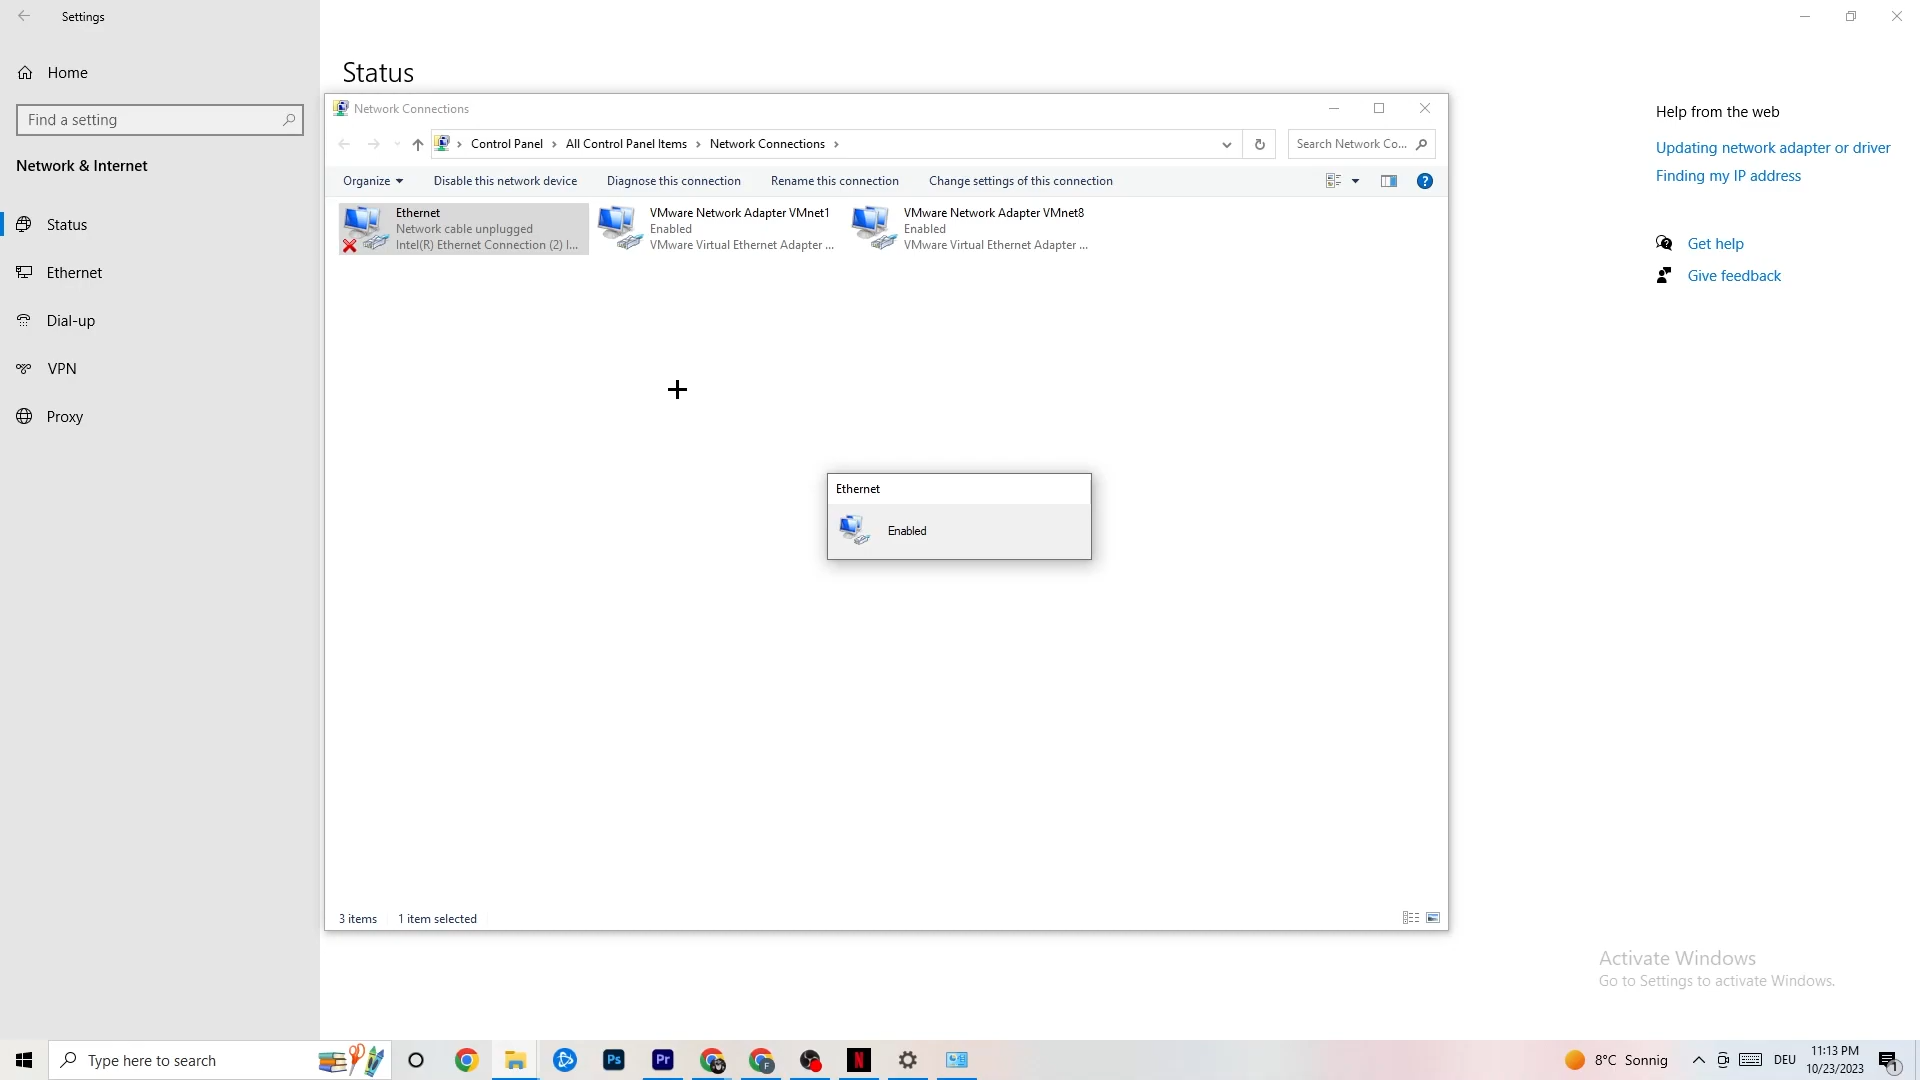 Settings
Home
Find a setting
Network & Internet
Status
Ethernet
Dial-up
VPN
Proxy
Status
Network Connections
Control Panel
All Control Panel Items
Network Connections
Search Network Co...
Organize
Disable this network device
Diagnose this connection
Rename this connection
Change settings of this connection
?
Ethernet
Network cable unplugged
Intel(R) Ethernet Connection (2) I...
VMware Network Adapter VMnet1
Enabled
VMware Virtual Ethernet Adapter ...
VMware Network Adapter VMnet8
Enabled
VMware Virtual Ethernet Adapter ...
Ethernet
Enabled
3 items
1 item selected
Help from the web
Updating network adapter or driver
Finding my IP address
Get help
Give feedback
Activate Windows
Go to Settings to activate Windows.
Type here to search
Ps
Pr
F
N
8°C Sonnig
DEU
11:13 PM
10/23/2023
1